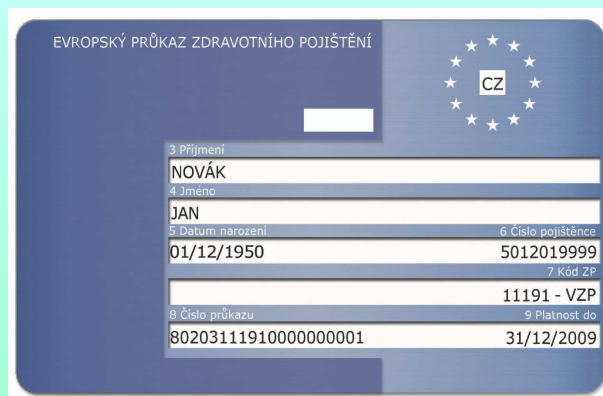 EVROPSKÝ PRŮKAZ ZDRAVOTNÍHO POJIŠTĚNÍ
CZ
3 Příjmení
NOVÁK
4 Jméno
JAN
5 Datum narození 6 Číslo pojištěnce
01/12/1950 5012019999
7 Kód ZP
11191 - VZP
8 Číslo průkazu 9 Platnost do
80203111910000000001 31/12/2009